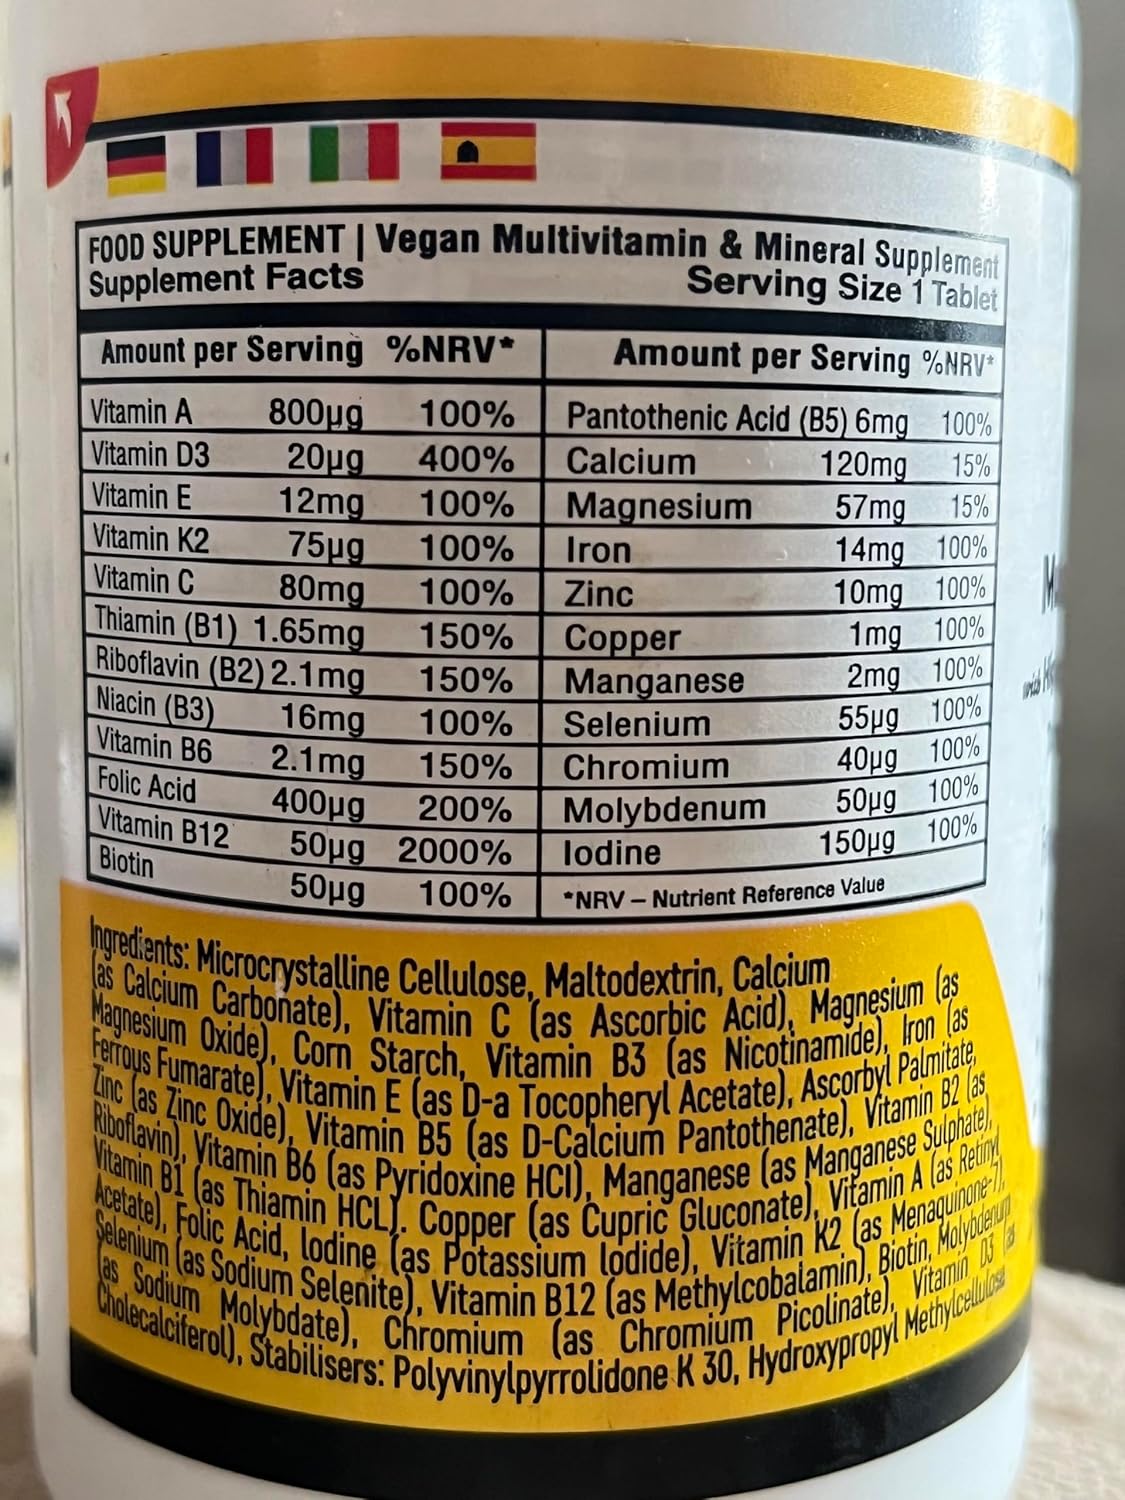 FOOD SUPPLEMENT | Vegan Multivitamin & Mineral Supplement
Supplement Facts Serving Size 1 Tablet
Amount per Serving %NRV* Amount per Serving %NRV*
Vitamin A 800µg 100% Pantothenic Acid (B5) 6mg 100%
Vitamin D3 20µg 400% Calcium 120mg 15%
Vitamin E 12mg 100% Magnesium 57mg 15%
Vitamin K2 75µg 100% Iron 14mg 100%
Vitamin C 80mg 100% Zinc 10mg 100%
Thiamin (B1) 1.65mg 150% Copper 1mg 100%
Riboflavin (B2) 2.1mg 150% Manganese 2mg 100%
Niacin (B3) 16mg 100% Selenium 55µg 100%
Vitamin B6 2.1mg 150% Chromium 40µg 100%
Folic Acid 400µg 200% Molybdenum 50µg 100%
Vitamin B12 50µg 2000% Iodine 150µg 100%
Biotin 50µg 100% *NRV – Nutrient Reference Value
Ingredients: Microcrystalline Cellulose, Maltodextrin, Calcium
(as Calcium Carbonate), Vitamin C (as Ascorbic Acid), Magnesium (as
Magnesium Oxide), Corn Starch, Vitamin B3 (as Nicotinamide), Iron (as
Ferrous Fumarate), Vitamin E (as D-a Tocopheryl Acetate), Ascorbyl Palmitate,
Zinc (as Zinc Oxide), Vitamin B5 (as D-Calcium Pantothenate), Vitamin B2 (as
Riboflavin), Vitamin B6 (as Pyridoxine HCl), Manganese (as Manganese Sulphate),
Vitamin B1 (as Thiamin HCL). Copper (as Cupric Gluconate), Vitamin A (as Retinyl
Acetate), Folic Acid, Iodine (as Potassium Iodide), Vitamin K2 (as Menaquinone-7),
Selenium (as Sodium Selenite), Vitamin B12 (as Methylcobalamin), Biotin, Molybdenum
(as Sodium Molybdate), Chromium (as Chromium Picolinate), Vitamin D3 (as
Cholecalciferol), Stabilisers: Polyvinylpyrrolidone K 30, Hydroxypropyl Methylcellulose